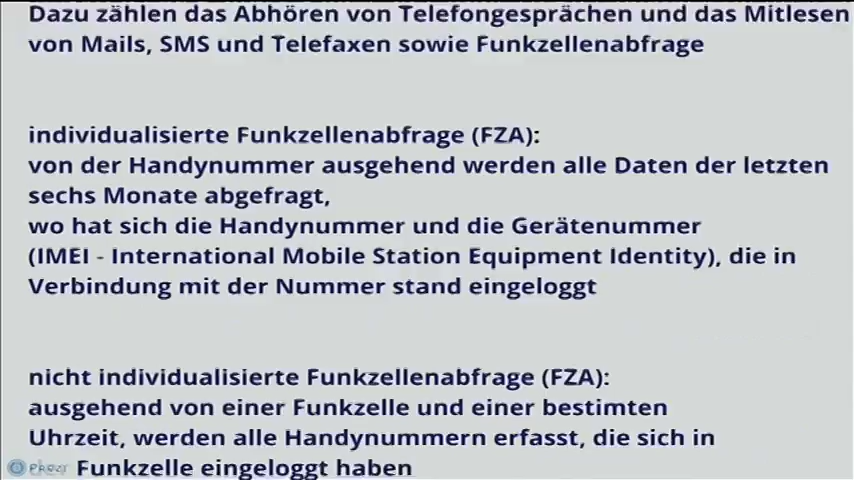 Dazu zählen das Abhören von Telefongesprächen und das Mitlesen
von Mails, SMS und Telefaxen sowie Funkzellenabfrage
individualisierte Funkzellenabfrage (FZA):
von der Handynummer ausgehend werden alle Daten der letzten
sechs Monate abgefragt,
wo hat sich die Handynummer und die Gerätenummer
(IMEI - International Mobile Station Equipment Identity), die in
Verbindung mit der Nummer stand eingeloggt
nicht individualisierte Funkzellenabfrage (FZA):
ausgehend von einer Funkzelle und einer bestimten
Uhrzeit, werden alle Handynummern erfasst, die sich in
der Funkzelle eingeloggt haben